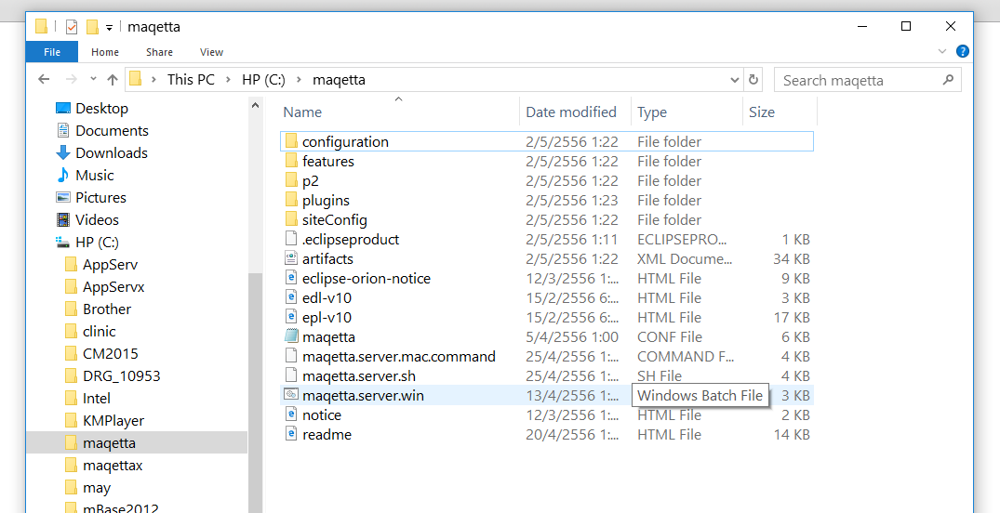 maqetta
File Home Share View
This PC > HP (C:) > maqetta
Search maqetta
Name Date modified Type Size
Desktop
Documents
Downloads
Music
Pictures
Videos
HP (C:)
AppServ
AppServx
Brother
clinic
CM2015
DRG_10953
Intel
KMPlayer
maqetta
maqettax
may
mBase2012
configuration 2/5/2556 1:22 File folder
features 2/5/2556 1:22 File folder
p2 2/5/2556 1:22 File folder
plugins 2/5/2556 1:23 File folder
siteConfig 2/5/2556 1:22 File folder
.eclipseproduct 2/5/2556 1:11 ECLIPSEPRO... 1 KB
artifacts 2/5/2556 1:22 XML Docume... 34 KB
eclipse-orion-notice 12/3/2556 1:... HTML File 9 KB
edl-v10 15/2/2556 6:... HTML File 3 KB
epl-v10 15/2/2556 6:... HTML File 17 KB
maqetta 5/4/2556 1:00 CONF File 6 KB
maqetta.server.mac.command 25/4/2556 1:... COMMAND F... 4 KB
maqetta.server.sh 25/4/2556 1:... SH File 4 KB
maqetta.server.win 13/4/2556 1:... Windows Batch File 3 KB
notice 12/3/2556 1:... HTML File 2 KB
readme 20/4/2556 1:... HTML File 14 KB